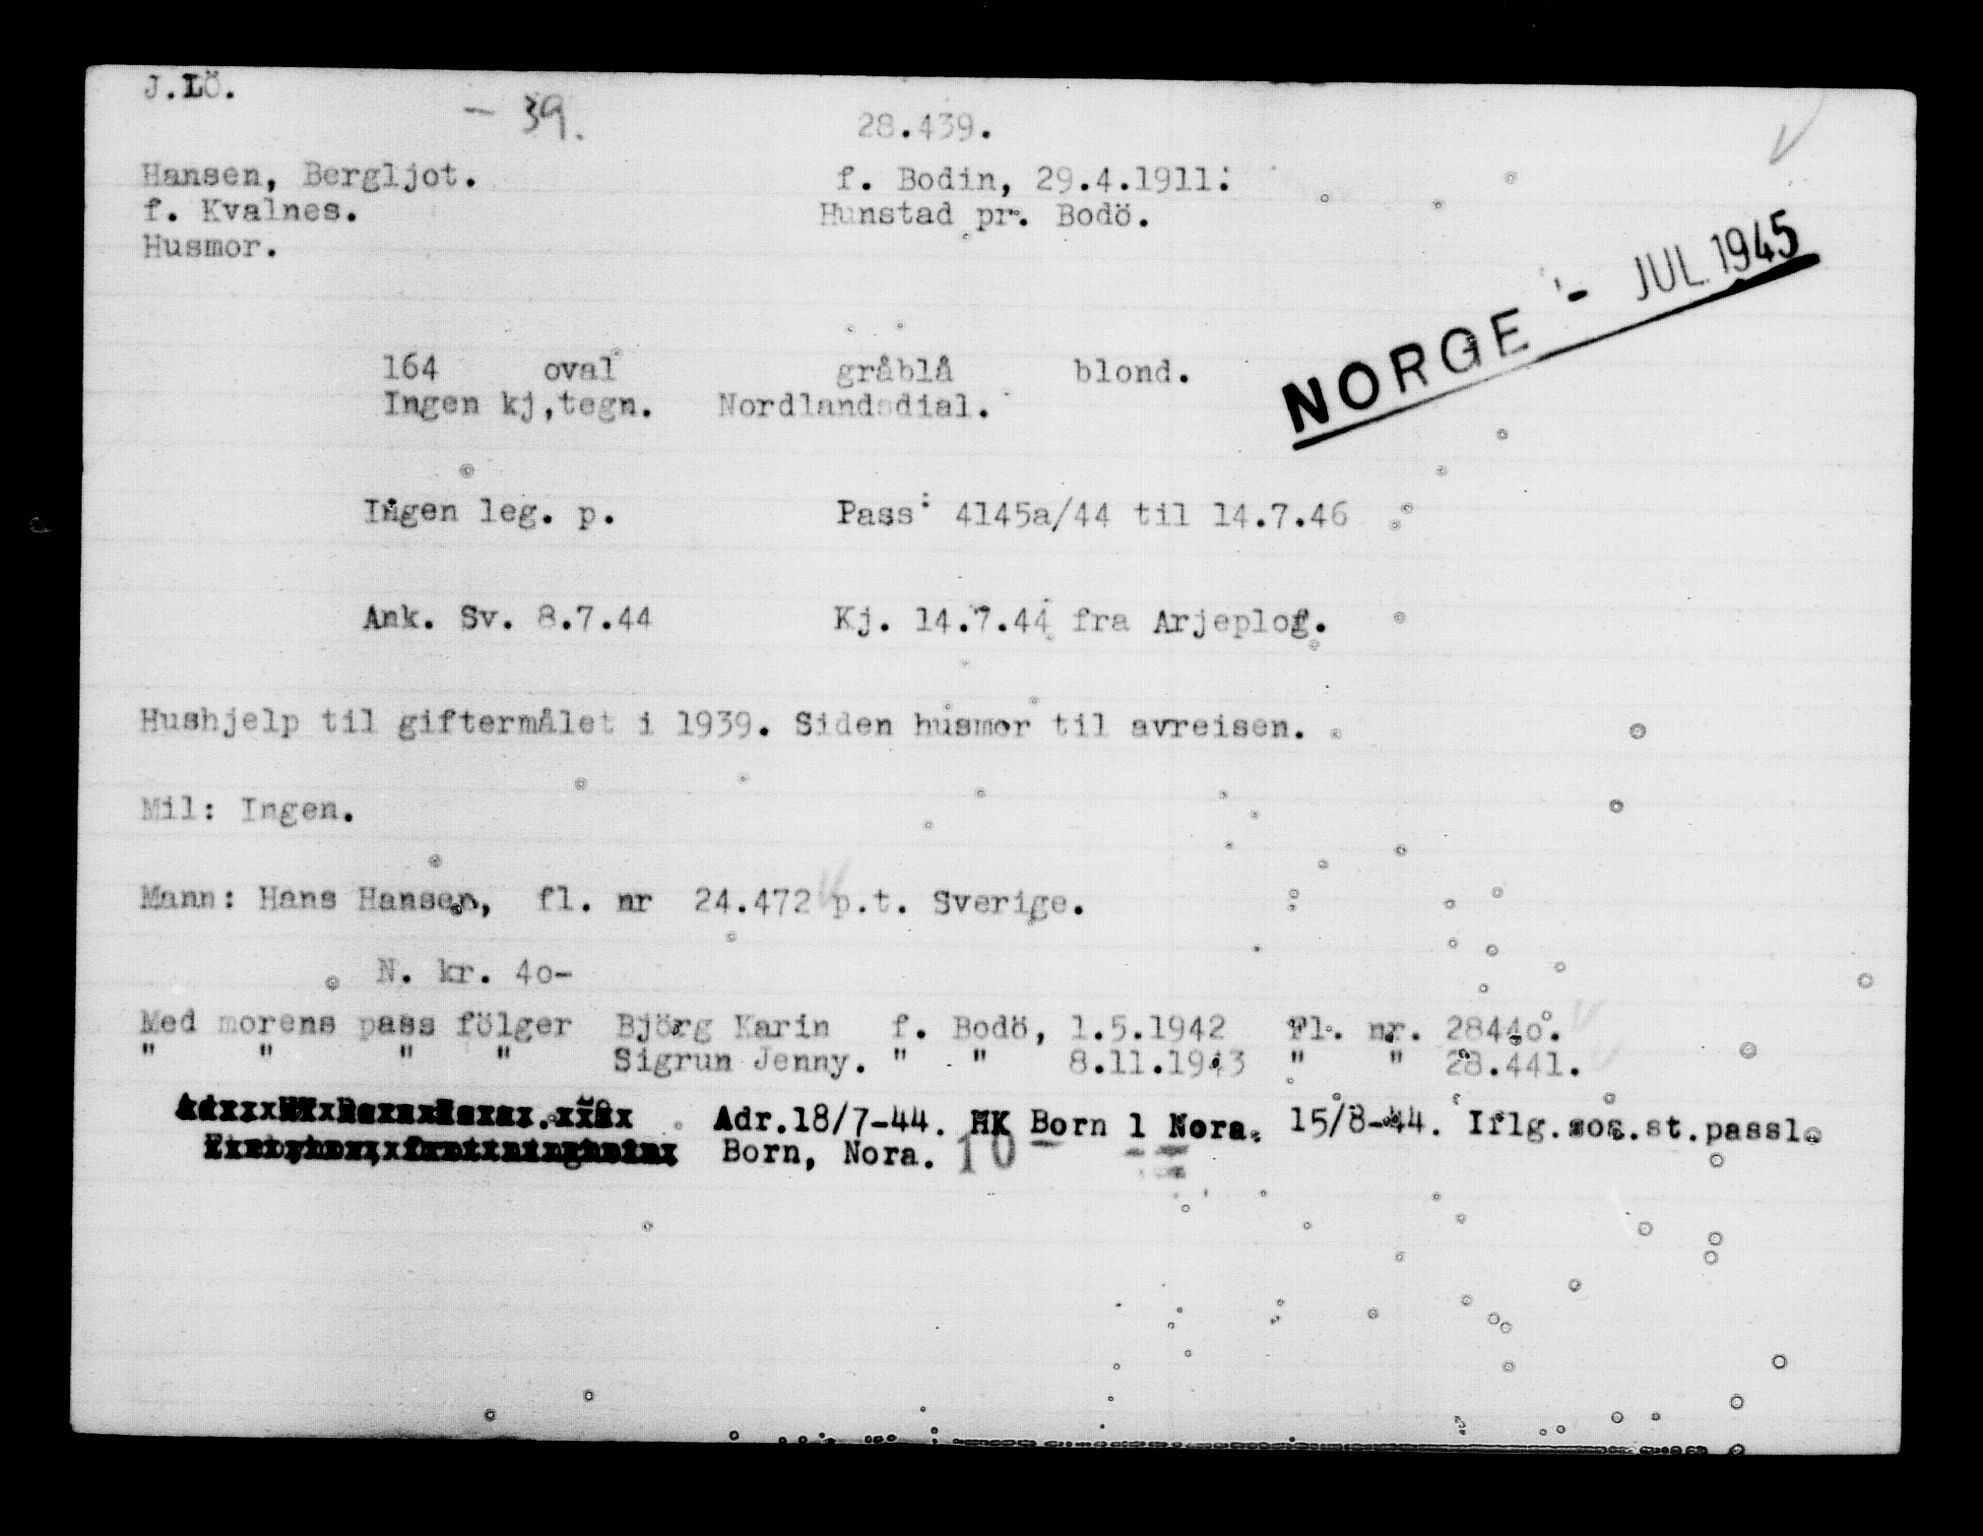 J.LÖ.
- 39.
28.439.
Hansen, Bergljot. f. Bodin, 29.4.1911.
f. Kvalnes. Hunstad pr. Bodö.
Husmor.
NORGE - JUL 1945
164 oval gråblå blond.
Ingen kj,tegn. Nordlandsdial.
Ingen leg. p. Pass: 4145a/44 til 14.7.46
Ank. Sv. 8.7.44 Kj. 14.7.44 fra Arjeplog.
Hushjelp til giftermålet i 1939. Siden husmor til avreisen.
Mil: Ingen.
Mann: Hans Hansen, fl. nr 24.472 p.t. Sverige.
N. kr. 4o-
Med morens pass fölger Björg Karin f. Bodö, 1.5.1942 Fl. nr. 2844o.
" " " " Sigrun Jenny. " " 8.11.1943 " " 28.441.
Adr.18/7-44. HK Born 1 Nora. 15/8-44. Iflg.sos.st.passl.
Born, Nora. 10 -